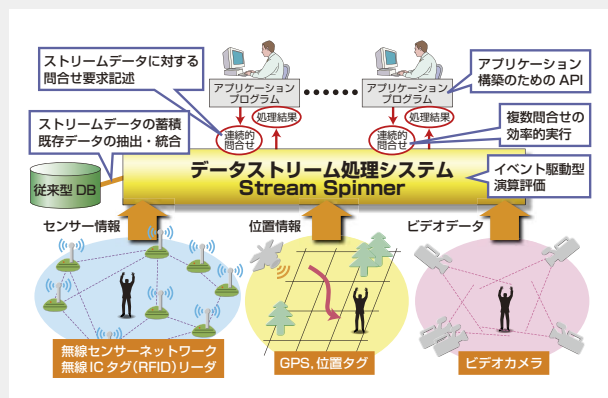 ストリームデータに対する
問合せ要求記述
アプリケーション
プログラム
アプリケーション
プログラム
アプリケーション
構築のための API
ストリームデータの蓄積
既存データの抽出・統合
処理結果
連続的
問合せ
処理結果
連続的
問合せ
複数問合せの
効率的実行
従来型 DB
データストリーム処理システム
Stream Spinner
イベント駆動型
演算評価
センサー情報
位置情報
ビデオデータ
無線センサーネットワーク
無線 IC タグ(RFID)リーダ
GPS, 位置タグ
ビデオカメラ